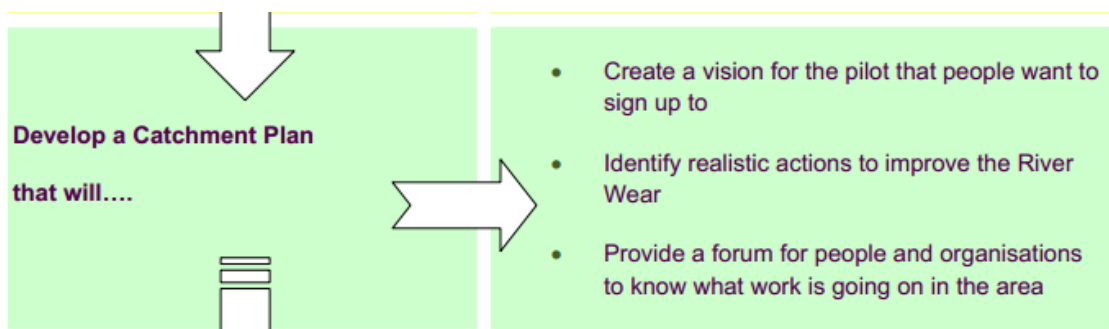 Develop a Catchment Plan
that will….
• Create a vision for the pilot that people want to
sign up to
• Identify realistic actions to improve the River
Wear
• Provide a forum for people and organisations
to know what work is going on in the area